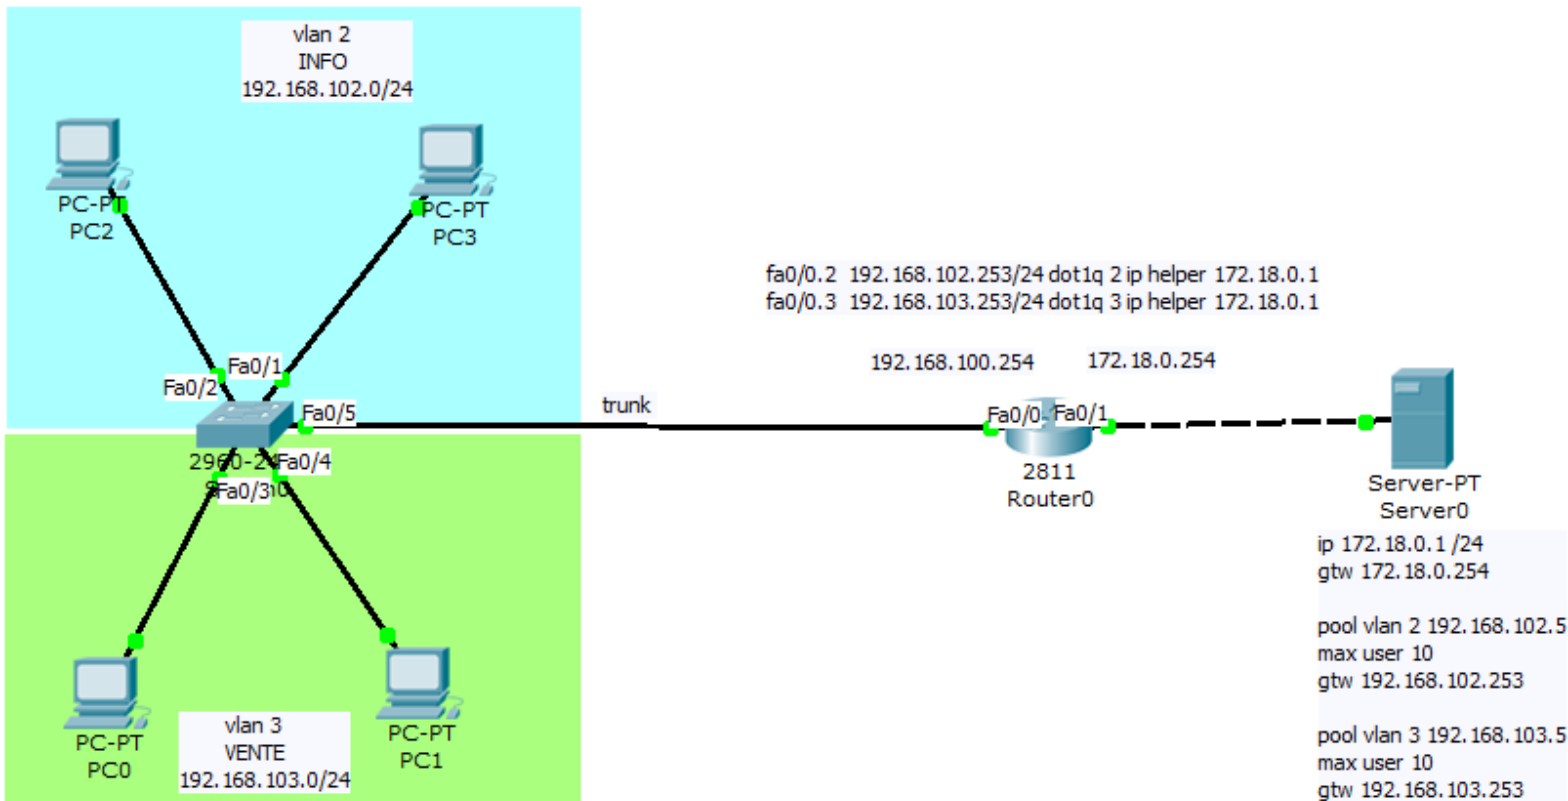 vlan 2
INFO
192.168.102.0/24
PC-PT
PC2
PC-PT
PC3
fa0/0.2 192.168.102.253/24 dot1q 2 ip helper 172.18.0.1
fa0/0.3 192.168.103.253/24 dot1q 3 ip helper 172.18.0.1
192.168.100.254
172.18.0.254
Fa0/1
Fa0/2
Fa0/5
trunk
Fa0/0
Fa0/1
Fa0/4
Fa0/3
2811
Router0
Server-PT
Server0
ip 172.18.0.1 /24
gtw 172.18.0.254
pool vlan 2 192.168.102.5
max user 10
gtw 192.168.102.253
pool vlan 3 192.168.103.5
max user 10
gtw 192.168.103.253
PC-PT
PC0
vlan 3
VENTE
192.168.103.0/24
PC-PT
PC1